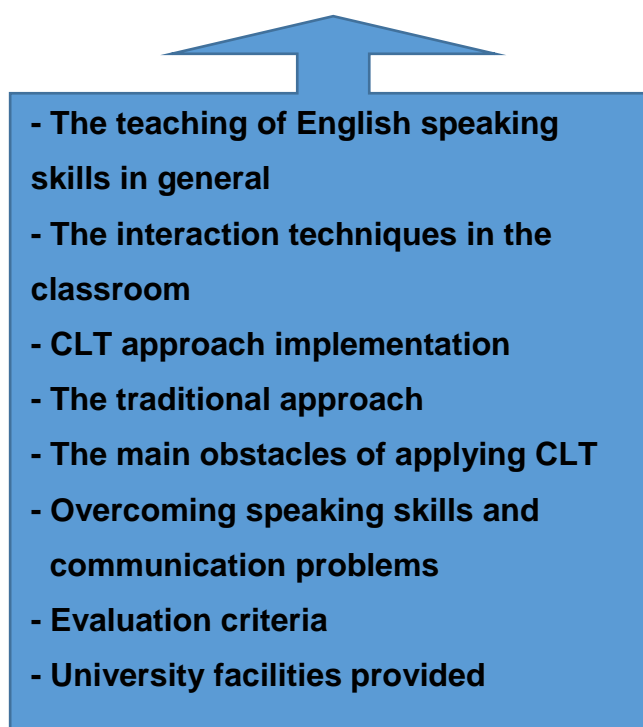 - The teaching of English speaking
skills in general
- The interaction techniques in the
classroom
- CLT approach implementation
- The traditional approach
- The main obstacles of applying CLT
- Overcoming speaking skills and
communication problems
- Evaluation criteria
- University facilities provided